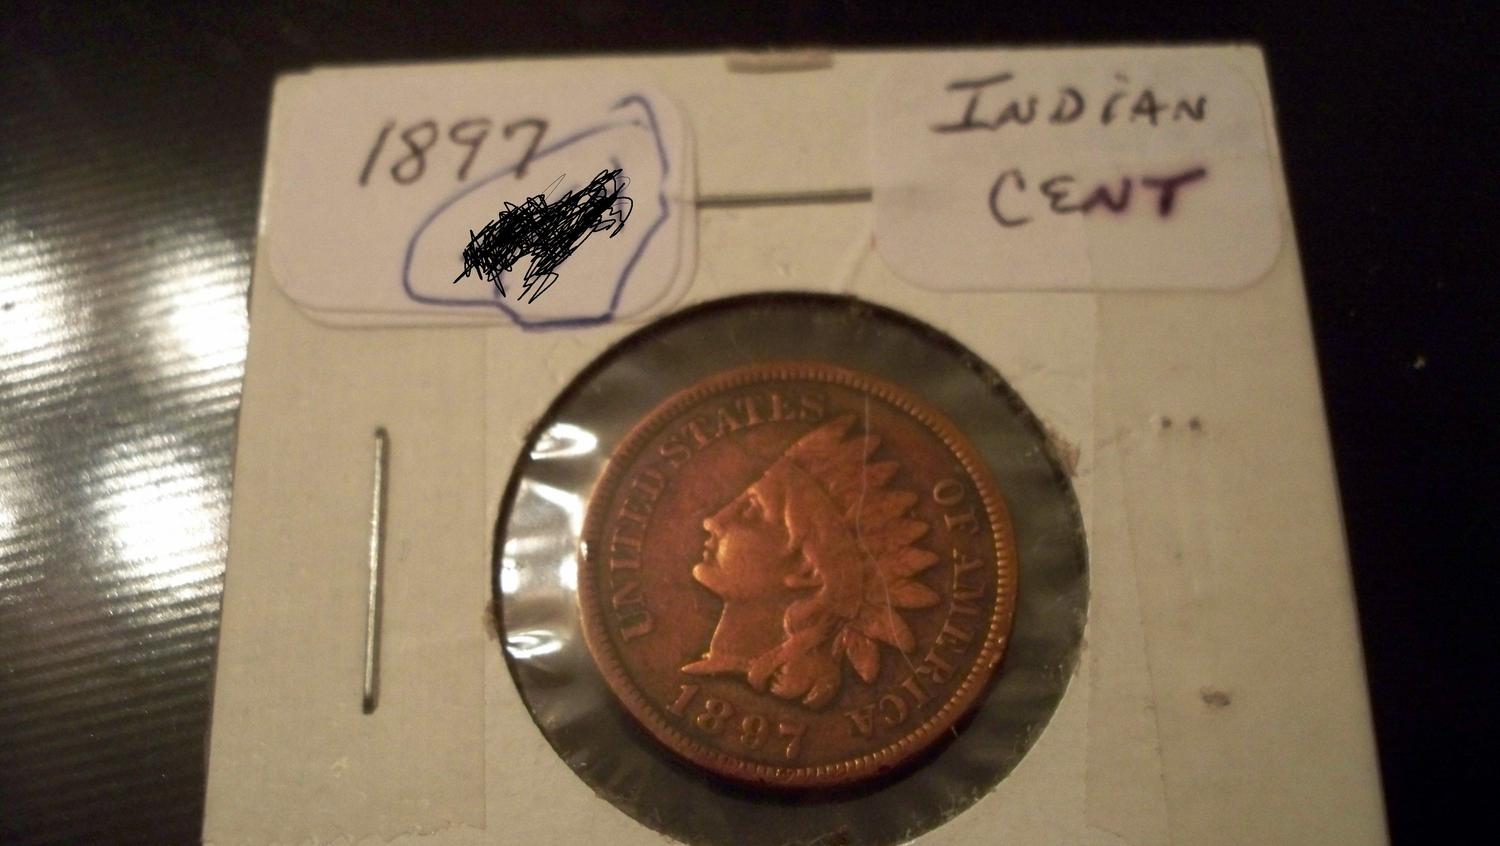 1897
INDIAN
CENT
UNITED STATES
OF AMERICA
1897